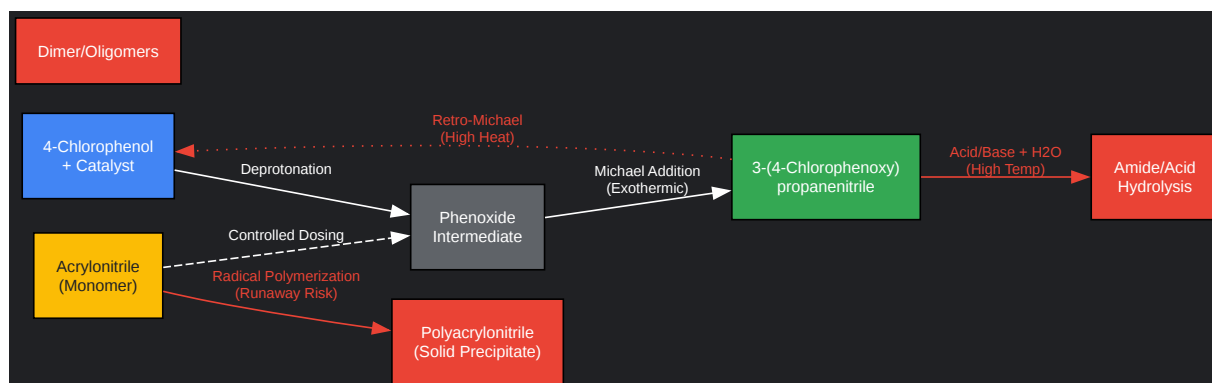 Dimer/Oligomers
4-Chlorophenol
+ Catalyst
Deprotonation
Retro-Michael
(High Heat)
Acrylonitrile
(Monomer)
Controlled Dosing
Radical Polymerization
(Runaway Risk)
Phenoxide
Intermediate
Polyacrylonitrile
(Solid Precipitate)
Michael Addition
(Exothermic)
3-(4-Chlorophenoxy)
propanenitrile
Acid/Base + H2O
(High Temp)
Amide/Acid
Hydrolysis